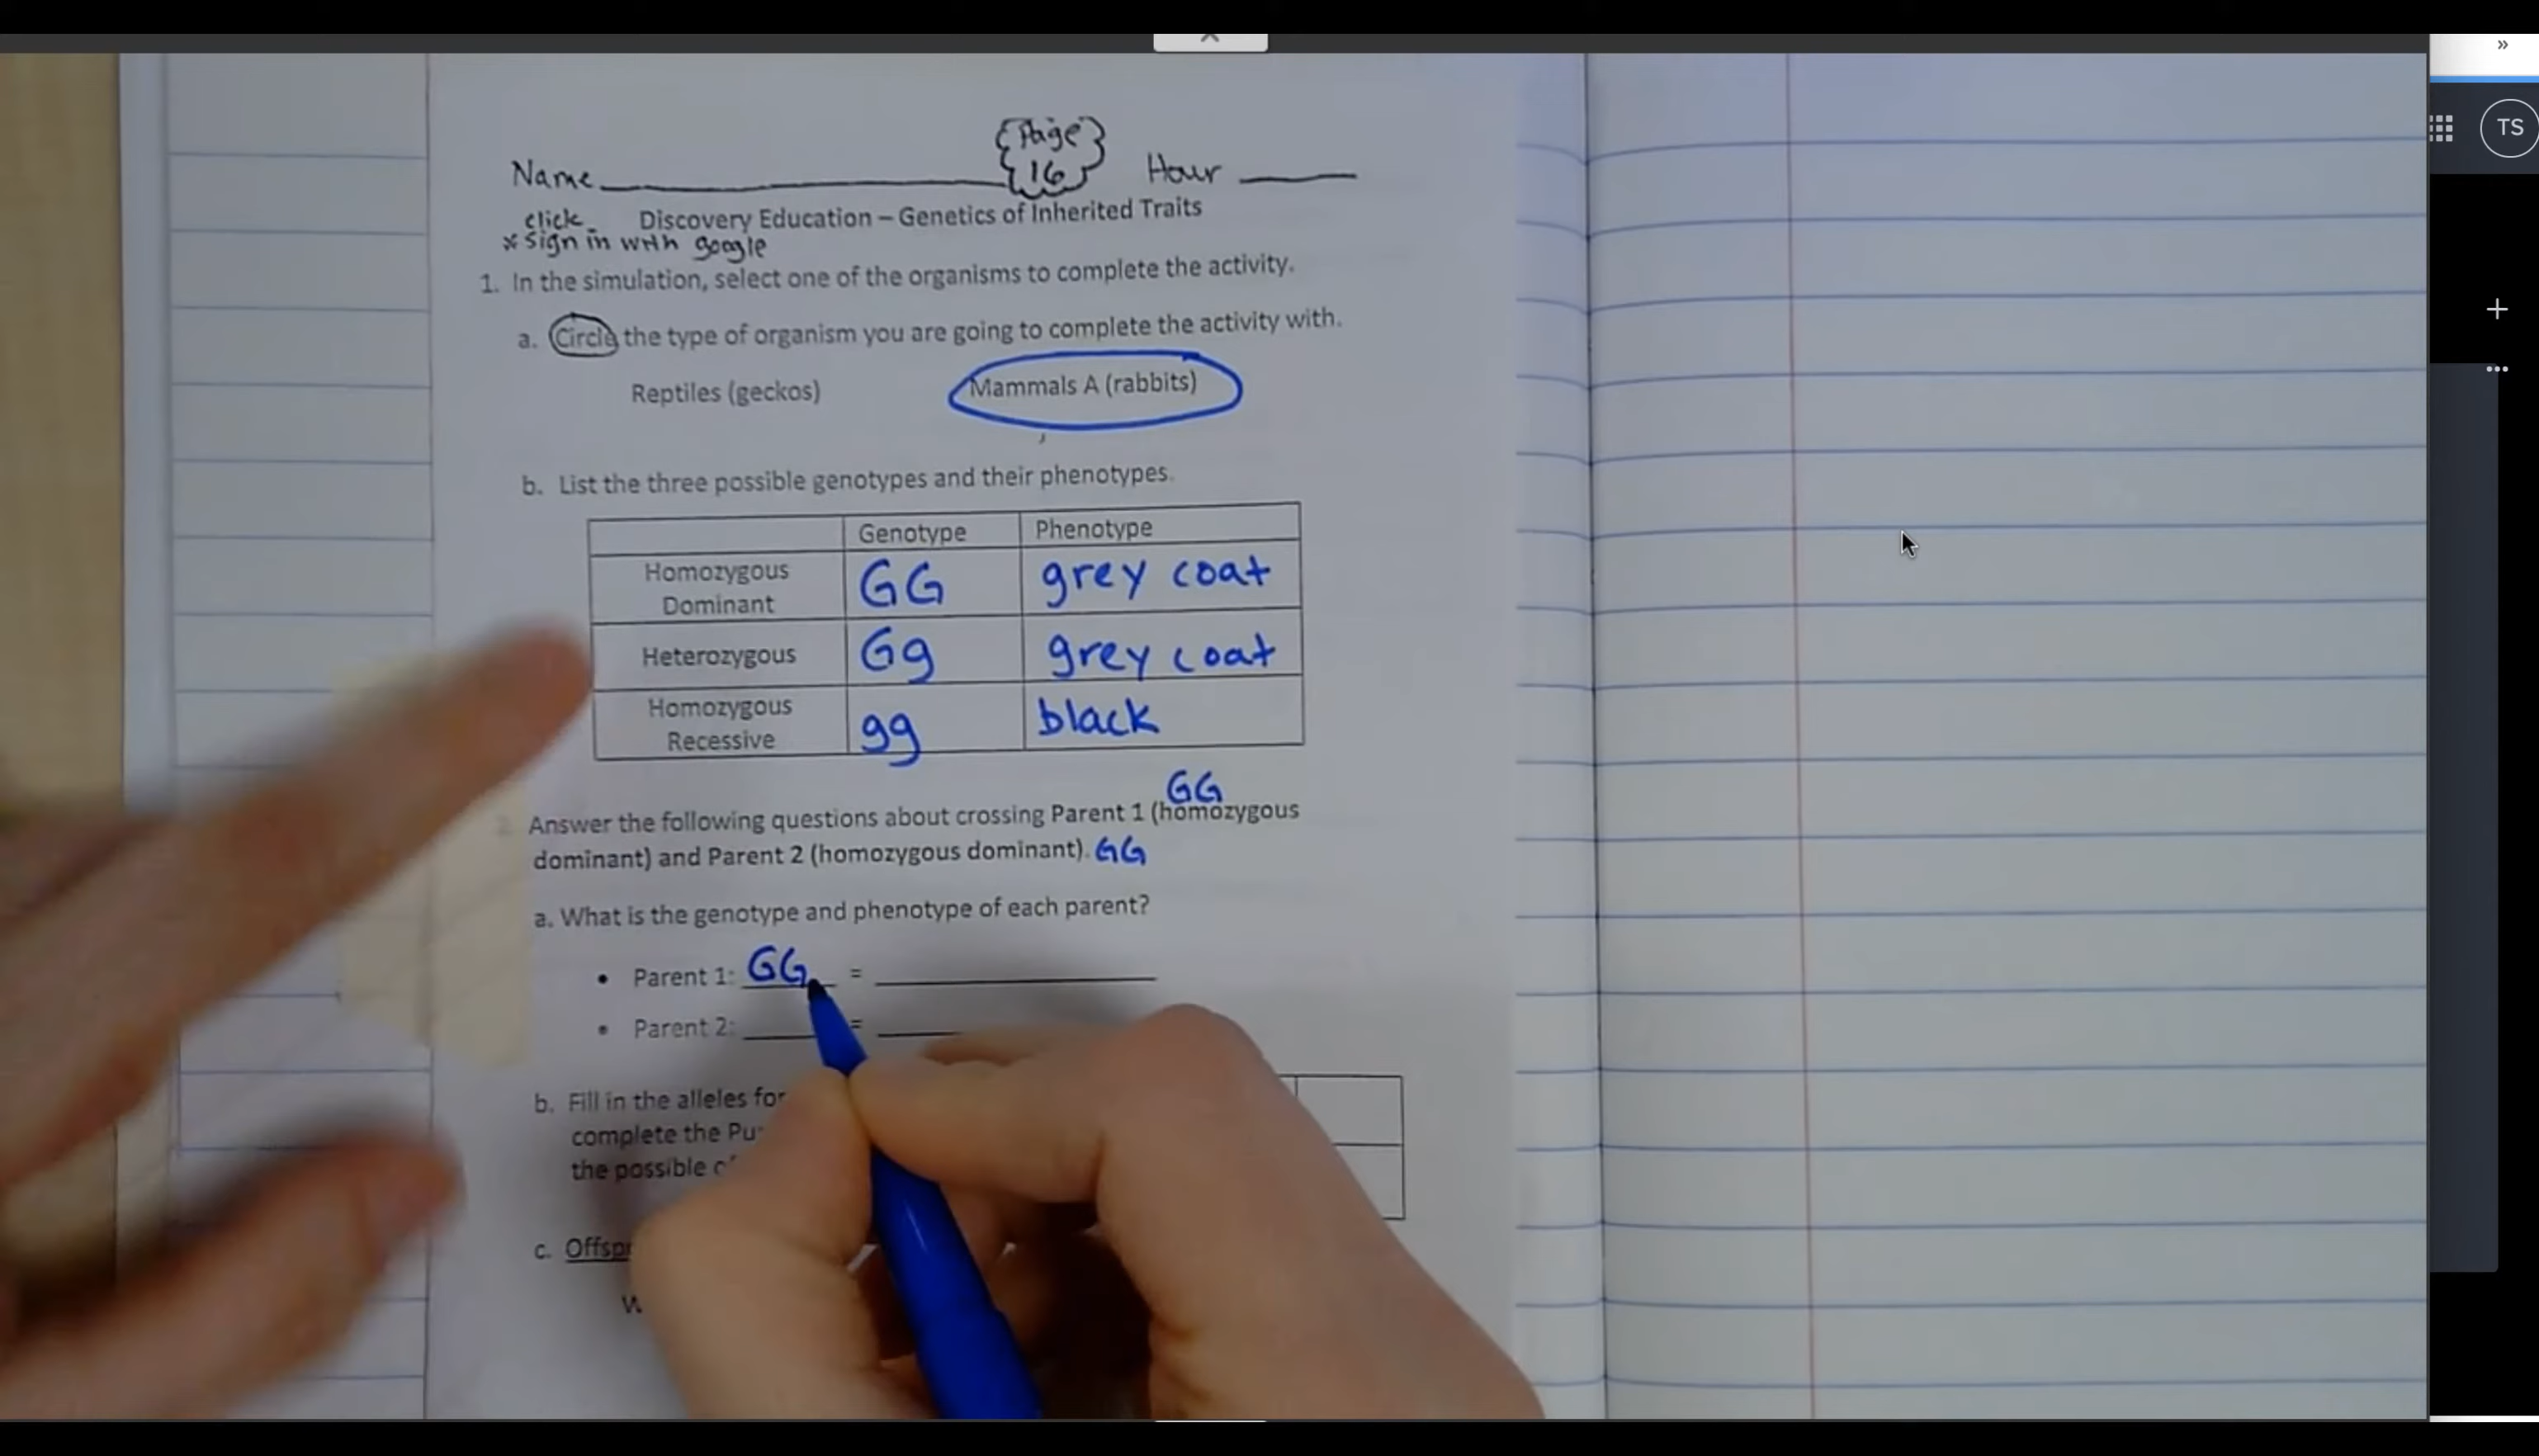 Page
Name 16 Hour
click Discovery Education – Genetics of Inherited Traits
* sign in with google
1. In the simulation, select one of the organisms to complete the activity.
a. Circle the type of organism you are going to complete the activity with.
Reptiles (geckos) Mammals A (rabbits)
b. List the three possible genotypes and their phenotypes.
Genotype Phenotype
Homozygous Dominant GG grey coat
Heterozygous Gg grey coat
Homozygous Recessive gg black
GG
2. Answer the following questions about crossing Parent 1 (homozygous
dominant) and Parent 2 (homozygous dominant). GG
a. What is the genotype and phenotype of each parent?
• Parent 1: GG =
• Parent 2: =
b. Fill in the alleles for
complete the
the possible
c.
TS